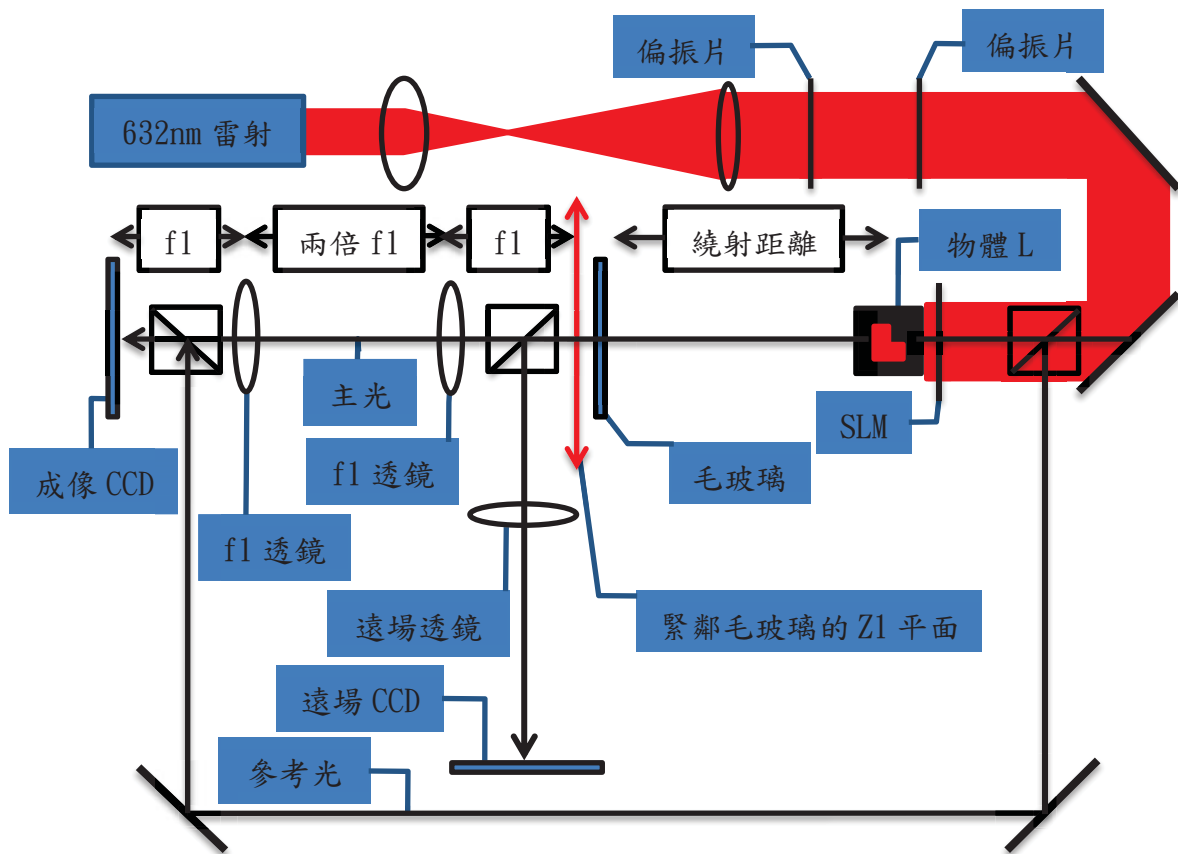 偏振片
偏振片
632nm 雷射
f1
兩倍 f1
f1
繞射距離
物體 L
主光
SLM
成像 CCD
f1 透鏡
毛玻璃
f1 透鏡
遠場透鏡
緊鄰毛玻璃的 Z1 平面
遠場 CCD
參考光